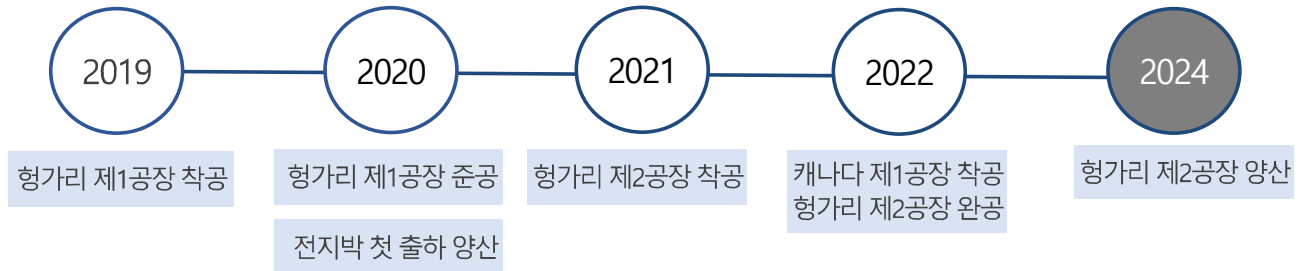 2019
2020
2021
2022
2024
헝가리 제1공장 착공
헝가리 제1공장 준공
전지박 첫 출하 양산
헝가리 제2공장 착공
캐나다 제1공장 착공
헝가리 제2공장 완공
헝가리 제2공장 양산